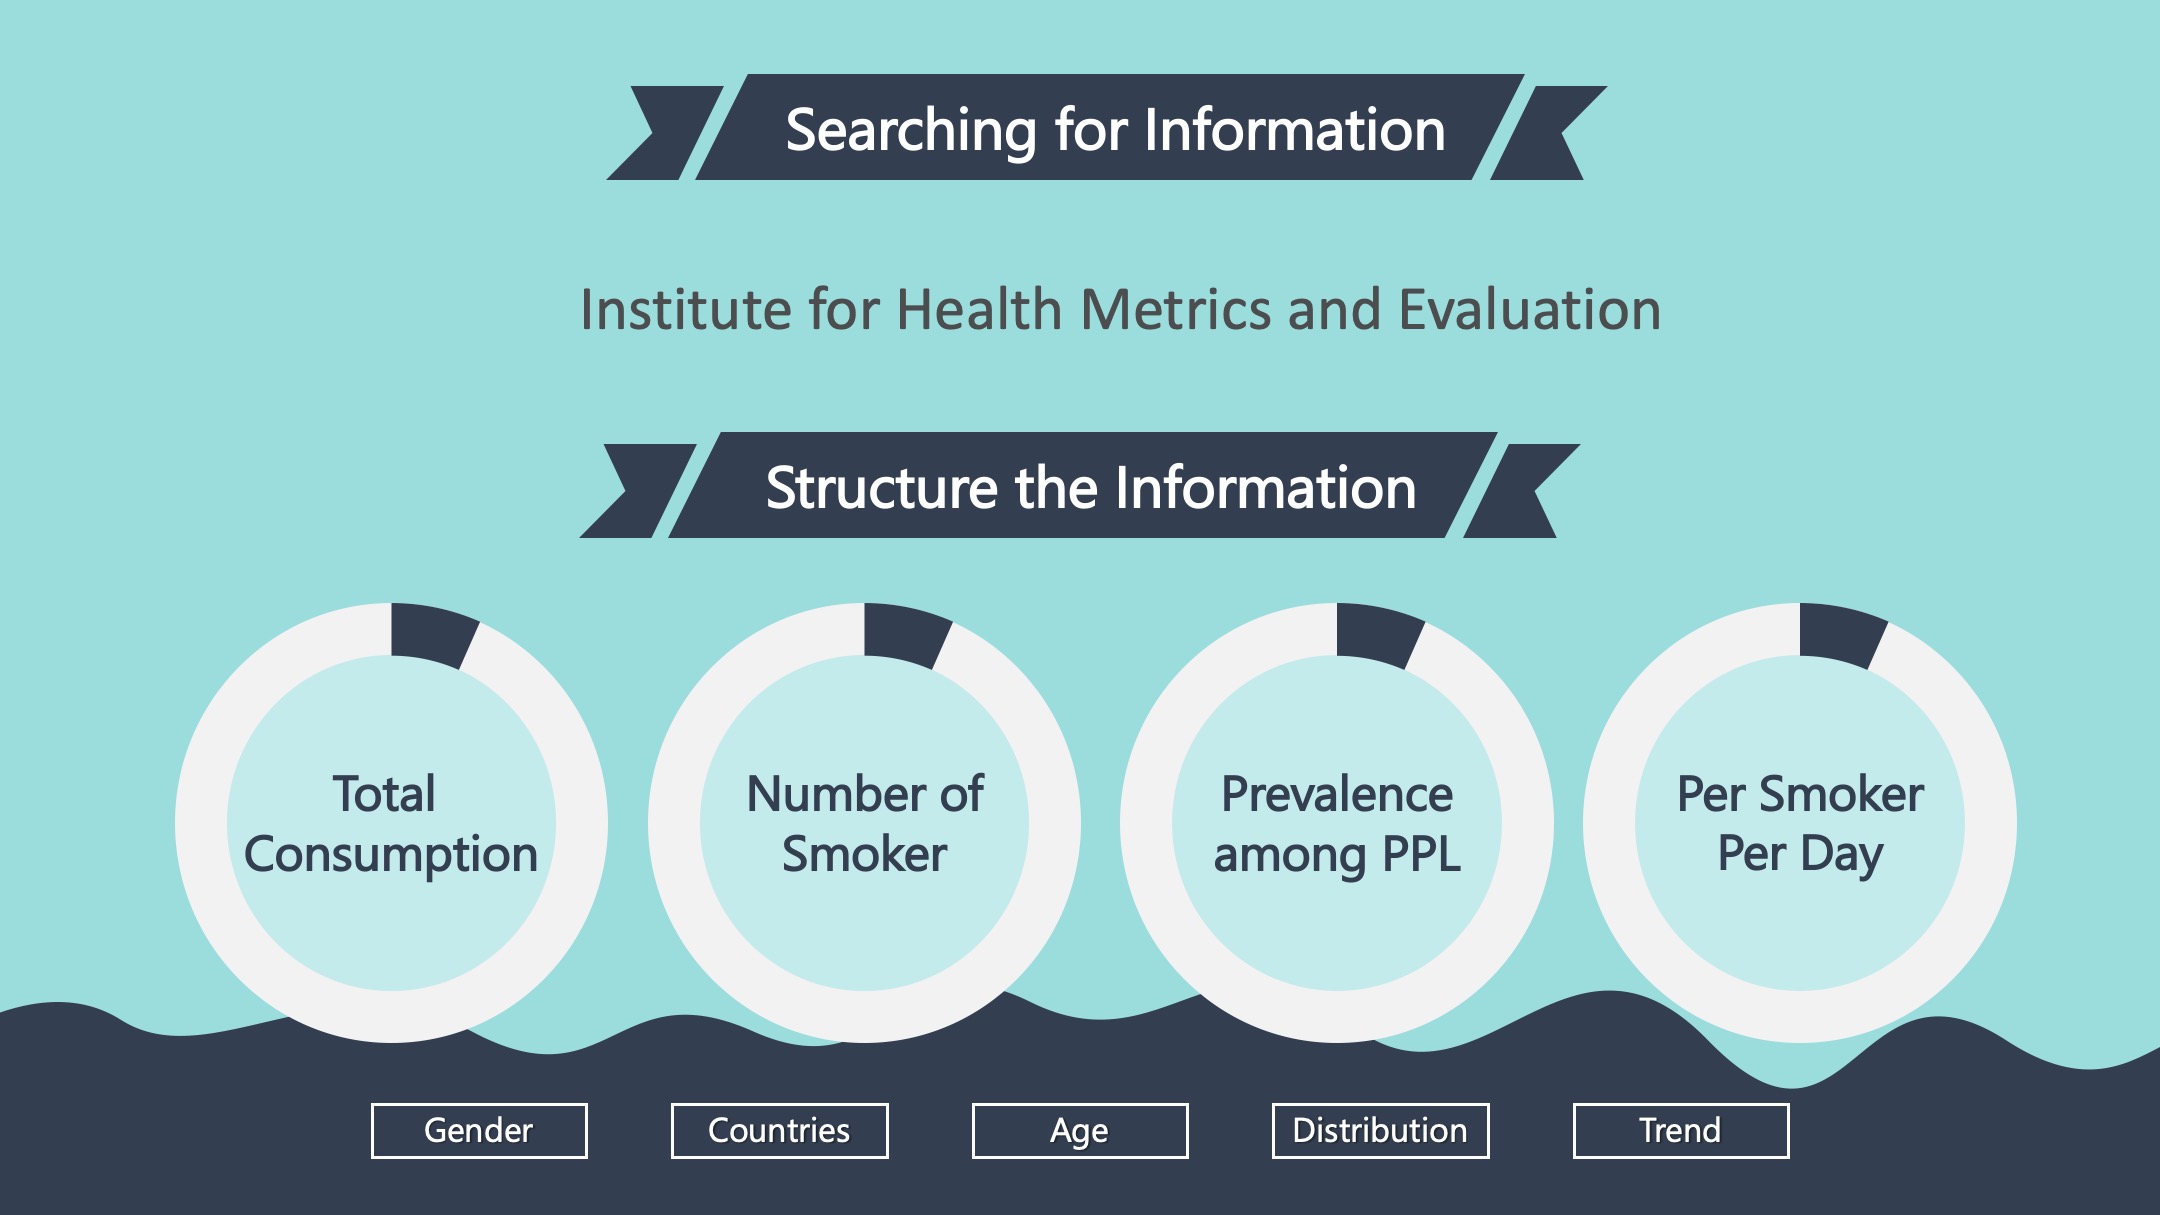 Searching for Information
Institute for Health Metrics and Evaluation
Structure the Information
Total
Consumption
Number of
Smoker
Prevalence
among PPL
Per Smoker
Per Day
Gender
Countries
Age
Distribution
Trend